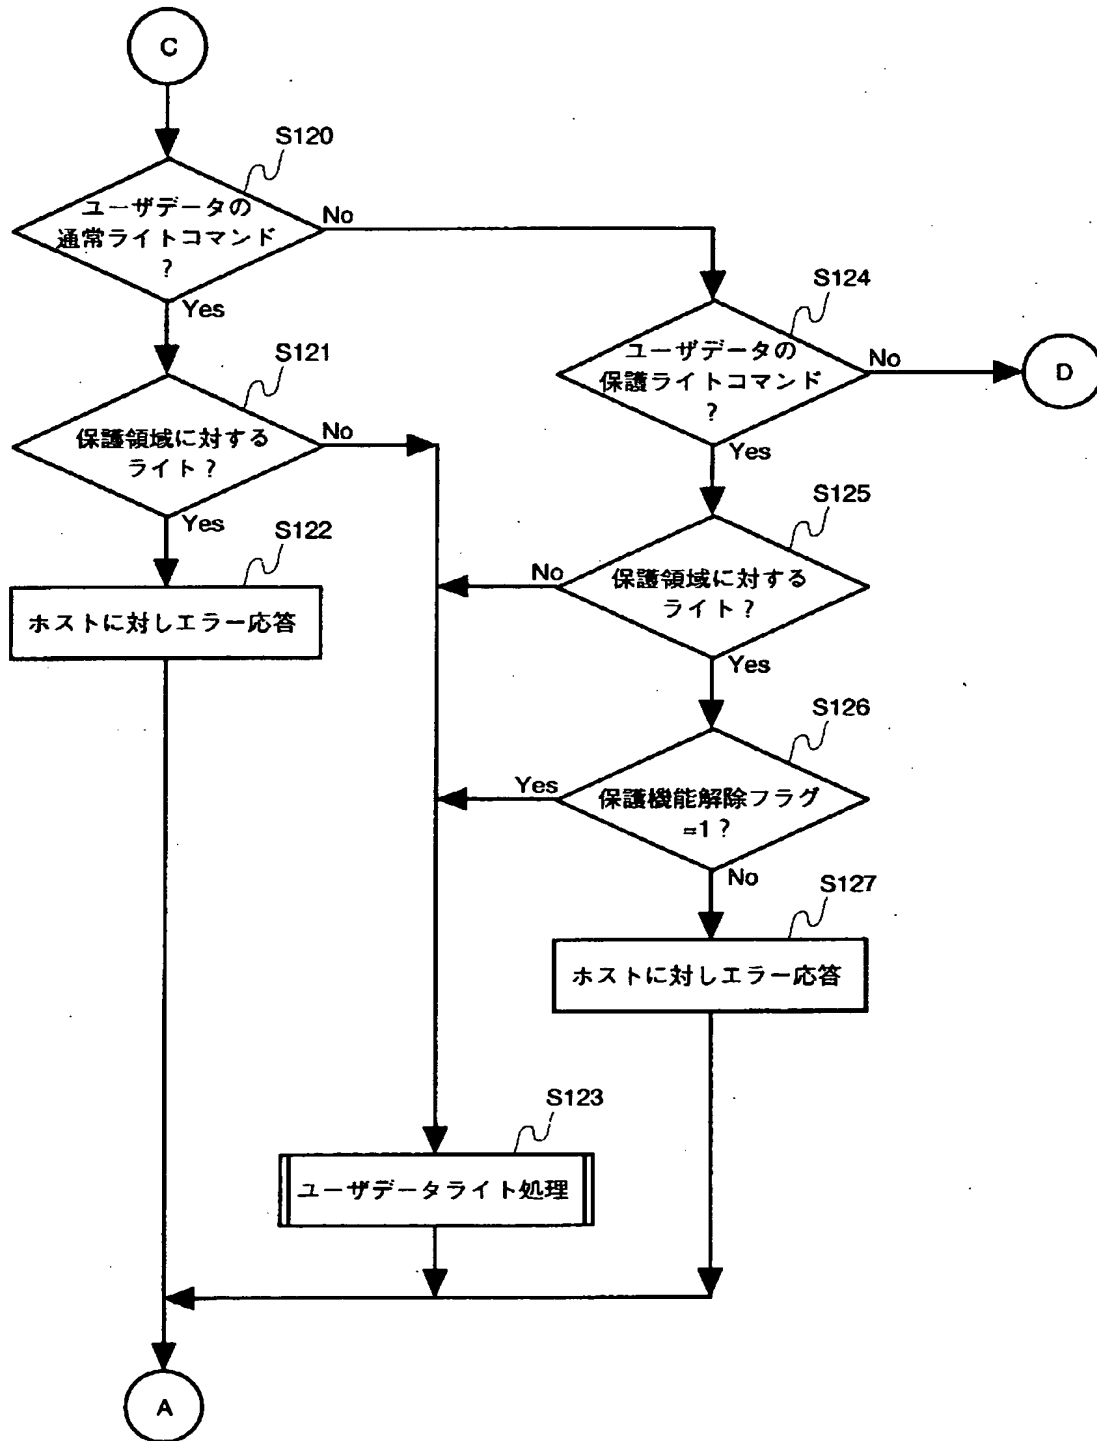 C
S120
ユーザデータの
通常ライトコマンド
?
No
Yes
S124
ユーザデータの
保護ライトコマンド
?
No
D
Yes
S121
保護領域に対する
ライト?
No
Yes
S125
保護領域に対する
ライト?
No
Yes
S122
ホストに対しエラー応答
S126
保護機能解除フラグ
=1?
Yes
No
S127
ホストに対しエラー応答
S123
ユーザデータライト処理
A